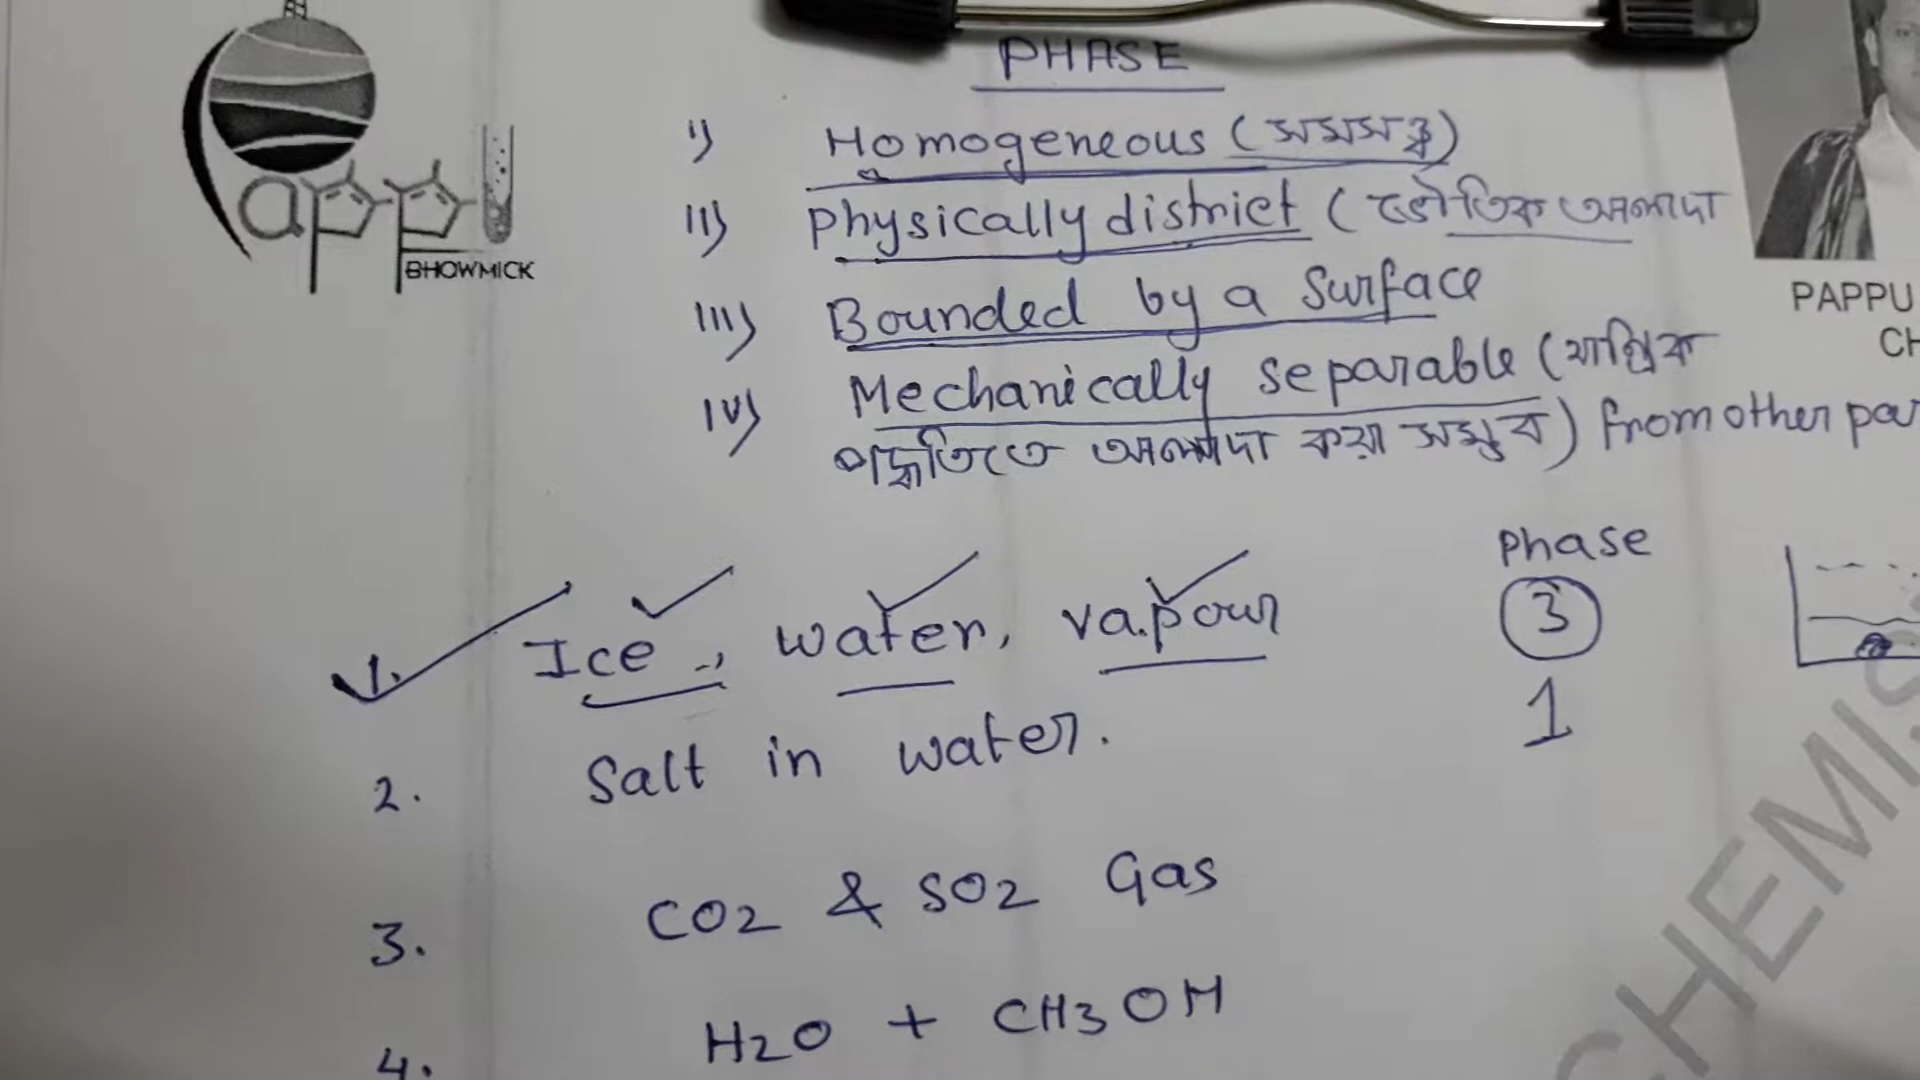 PHASE
i) Homogeneous (সমসত্ত্ব)
ii) Physically district (ভৌতিক আলাদা
iii) Bounded by a Surface
iv) Mechanically separable (যান্ত্রিক
পদ্ধতিতে আলাদা করা সম্ভব) from other par
Phase
1. Ice, water, vapour 3
2. Salt in water. 1
3. CO2 & SO2 Gas
4. H2O + CH3OH
BHOWMICK
PAPPU
CH
CHEMIS